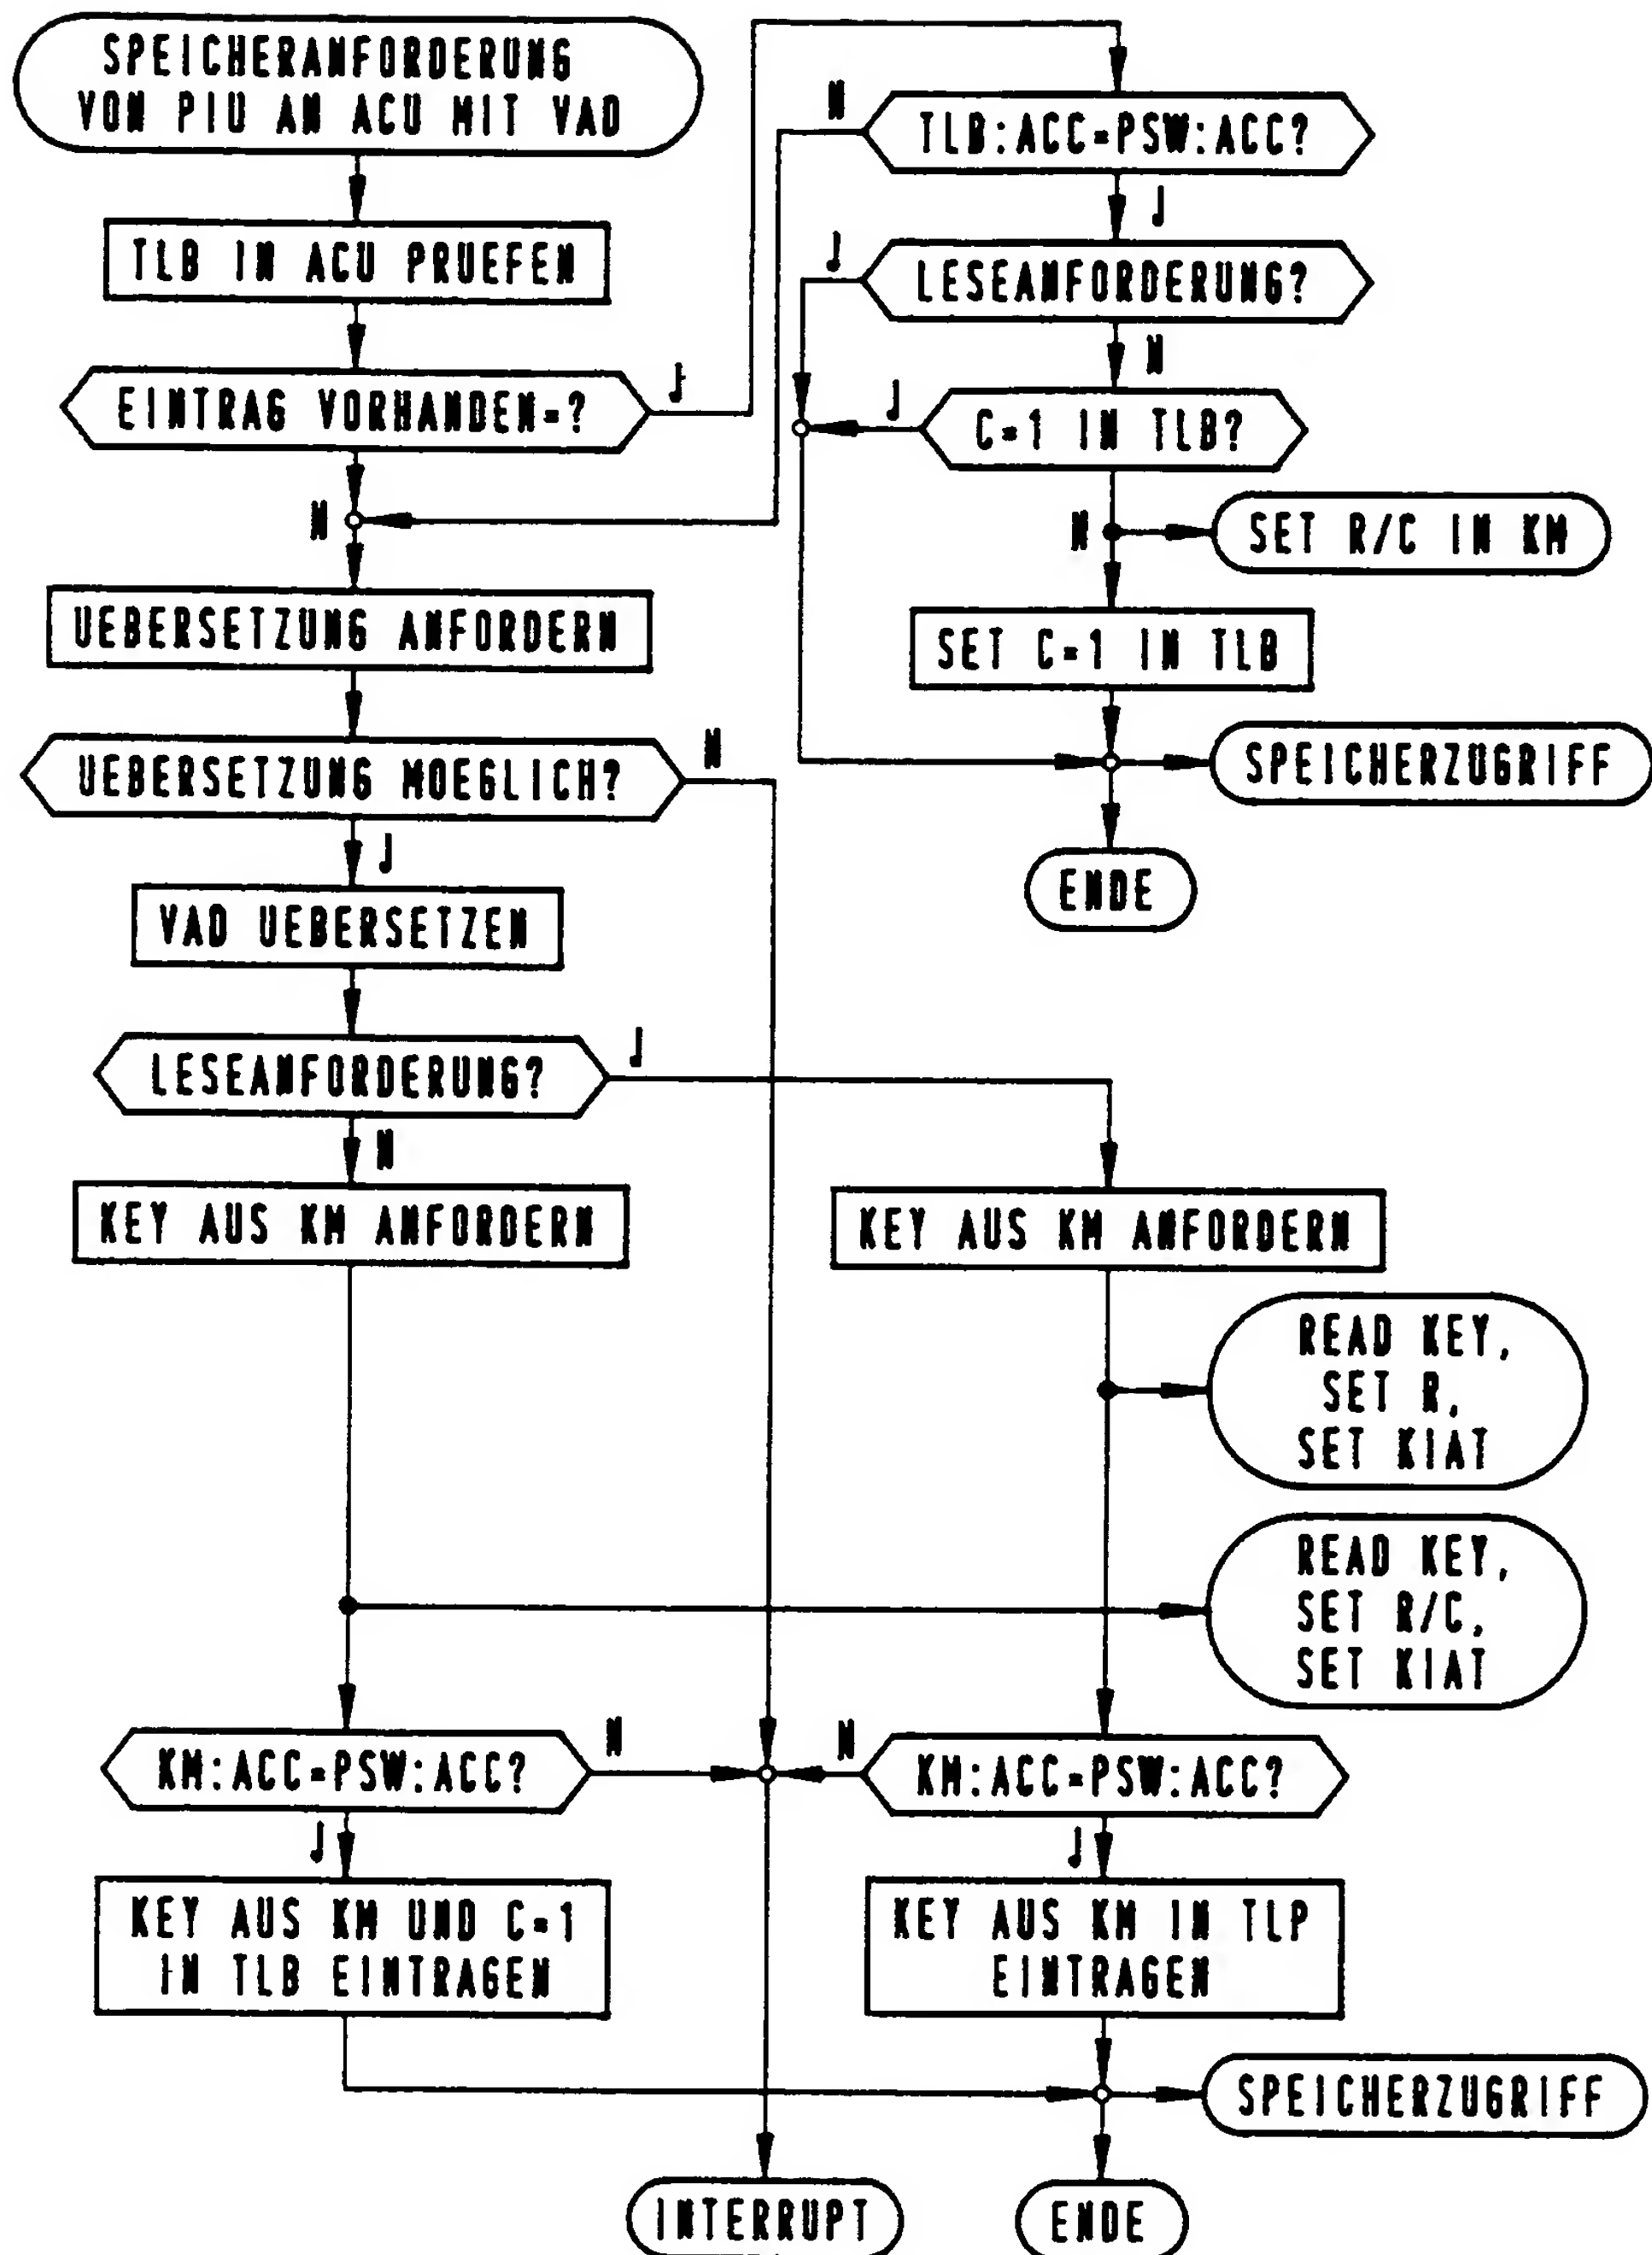 SPEICHERANFORDERUNG
VON PIU AN ACU MIT VAD
TLB IN ACU PRUEFEN
EINTRAG VORHANDEN=?
J
N
UEBERSETZUNG ANFORDERN
UEBERSETZUNG MOEGLICH?
N
J
VAD UEBERSETZEN
LESEANFORDERUNG?
J
N
KEY AUS KM ANFORDERN
KM:ACC=PSW:ACC?
N
J
KEY AUS KM UND C=1
IN TLB EINTRAGEN
INTERRUPT
N
TLB:ACC=PSW:ACC?
J
J
LESEANFORDERUNG?
N
J
C=1 IN TLB?
N
SET R/C IN KM
SET C=1 IN TLB
SPEICHERZUGRIFF
ENDE
KEY AUS KM ANFORDERN
READ KEY,
SET R,
SET KIAT
READ KEY,
SET R/C,
SET KIAT
N
KM:ACC=PSW:ACC?
J
KEY AUS KM IN TLP
EINTRAGEN
SPEICHERZUGRIFF
ENDE